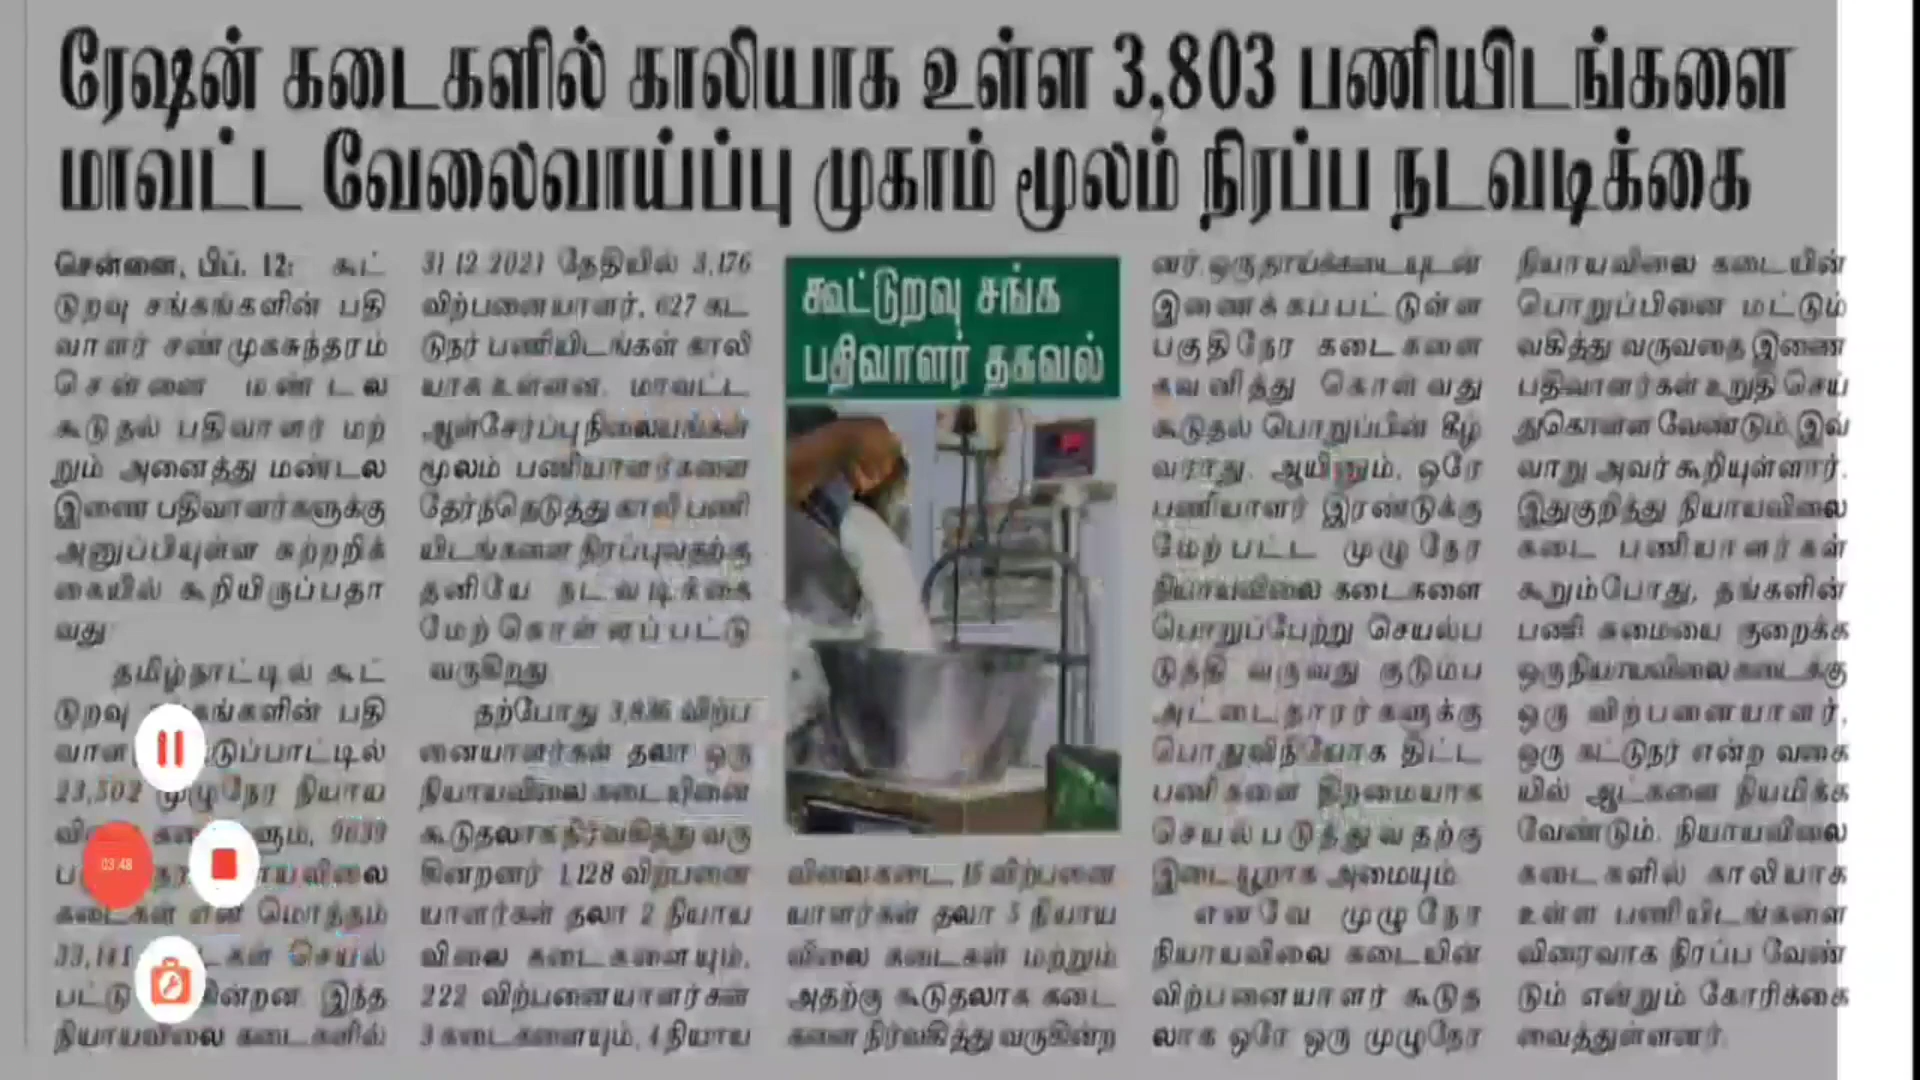 ரேஷன் கடைகளில் காலியாக உள்ள 3,803 பணியிடங்களை
மாவட்ட வேலைவாய்ப்பு முகாம் மூலம் நிரப்ப நடவடிக்கை
சென்னை, பிப். 12: கூட்
டுறவு சங்கங்களின் பதி
வாளர் சண்முகசுந்தரம்
சென்னை மண்டல
கூடுதல் பதிவாளர் மற்
றும் அனைத்து மண்டல
இணை பதிவாளர்களுக்கு
அனுப்பியுள்ள சுற்றறிக்
கையில் கூறியிருப்பதா
வது:
தமிழ்நாட்டில் கூட்
டுறவு சங்கங்களின் பதி
டுப்பாட்டில்
23,502 முழுநேர நியாய
9639
யவிலை
கடைகள் என மொத்தம்
செயல்
பட்டு கின்றன. இந்த
நியாயவிலை கடைகளில்
31.12.2021 தேதியில் 3,176
விற்பனையாளர், 627 கட்
டுநர் பணியிடங்கள் காலி
யாக உள்ளன. மாவட்ட
ஆள்சேர்ப்பு நிலையங்கள்
மூலம் பணியாளர்களை
தேர்ந்தெடுத்து காலி பணி
யிடங்களை நிரப்புவதற்கு
தனியே நடவடிக்கை
மேற்கொள்ளப்பட்டு
வருகிறது.
தற்போது விற்ப
னையாளர்கள் தலா ஒரு
நியாயவிலை கடையினை
கூடுதலாக நிர்வகித்து வரு
கின்றனர். 1,128 விற்பனை
யாளர்கள் தலா 2 நியாய
விலை கடைகளையும்,
222 விற்பனையாளர்கள்
3 கடைகளையும், 4 நியாய
கூட்டுறவு சங்க
பதிவாளர் தகவல்
விலைகடை, 15 விற்பனை
யாளர்கள் தலா 5 நியாய
விலை கடைகள் மற்றும்
அதற்கு கூடுதலாக கடை
களை நிர்வகித்து வருகின்ற
னர். ஒரு தாய்க்கடையுடன்
இணைக்கப்பட்டுள்ள
பகுதிநேர கடைகளை
கவனித்து கொள்வது
கூடுதல் பொறுப்பின் கீழ்
வராது. ஆயினும், ஒரே
பணியாளர் இரண்டுக்கு
மேற்பட்ட முழுநேர
நியாயவிலை கடைகளை
பொறுப்பேற்று செயல்ப
டுத்தி வருவது குடும்ப
அட்டைதாரர்களுக்கு
பொதுவிநியோக திட்ட
பணிகளை திறமையாக
செயல்படுத்துவதற்கு
இடையூறாக அமையும்.
எனவே முழுநேர
நியாயவிலை கடையின்
விற்பனையாளர் கூடுத
லாக ஒரே ஒரு முழுநேர
நியாயவிலை கடையின்
பொறுப்பினை மட்டும்
வகித்து வருவதை இணை
பதிவாளர்கள் உறுதி செய்
துகொள்ள வேண்டும். இவ்
வாறு அவர் கூறியுள்ளார்.
இதுகுறித்து நியாயவிலை
கடை பணியாளர்கள்
கூறும்போது, தங்களின்
பணி சுமையை குறைக்க
ஒரு நியாயவிலை கடைக்கு
ஒரு விற்பனையாளர்,
ஒரு கட்டுநர் என்ற வகை
யில் ஆட்களை நியமிக்க
வேண்டும். நியாயவிலை
கடைகளில் காலியாக
உள்ள பணியிடங்களை
விரைவாக நிரப்ப வேண்
டும் என்றும் கோரிக்கை
வைத்துள்ளனர்.
03:48